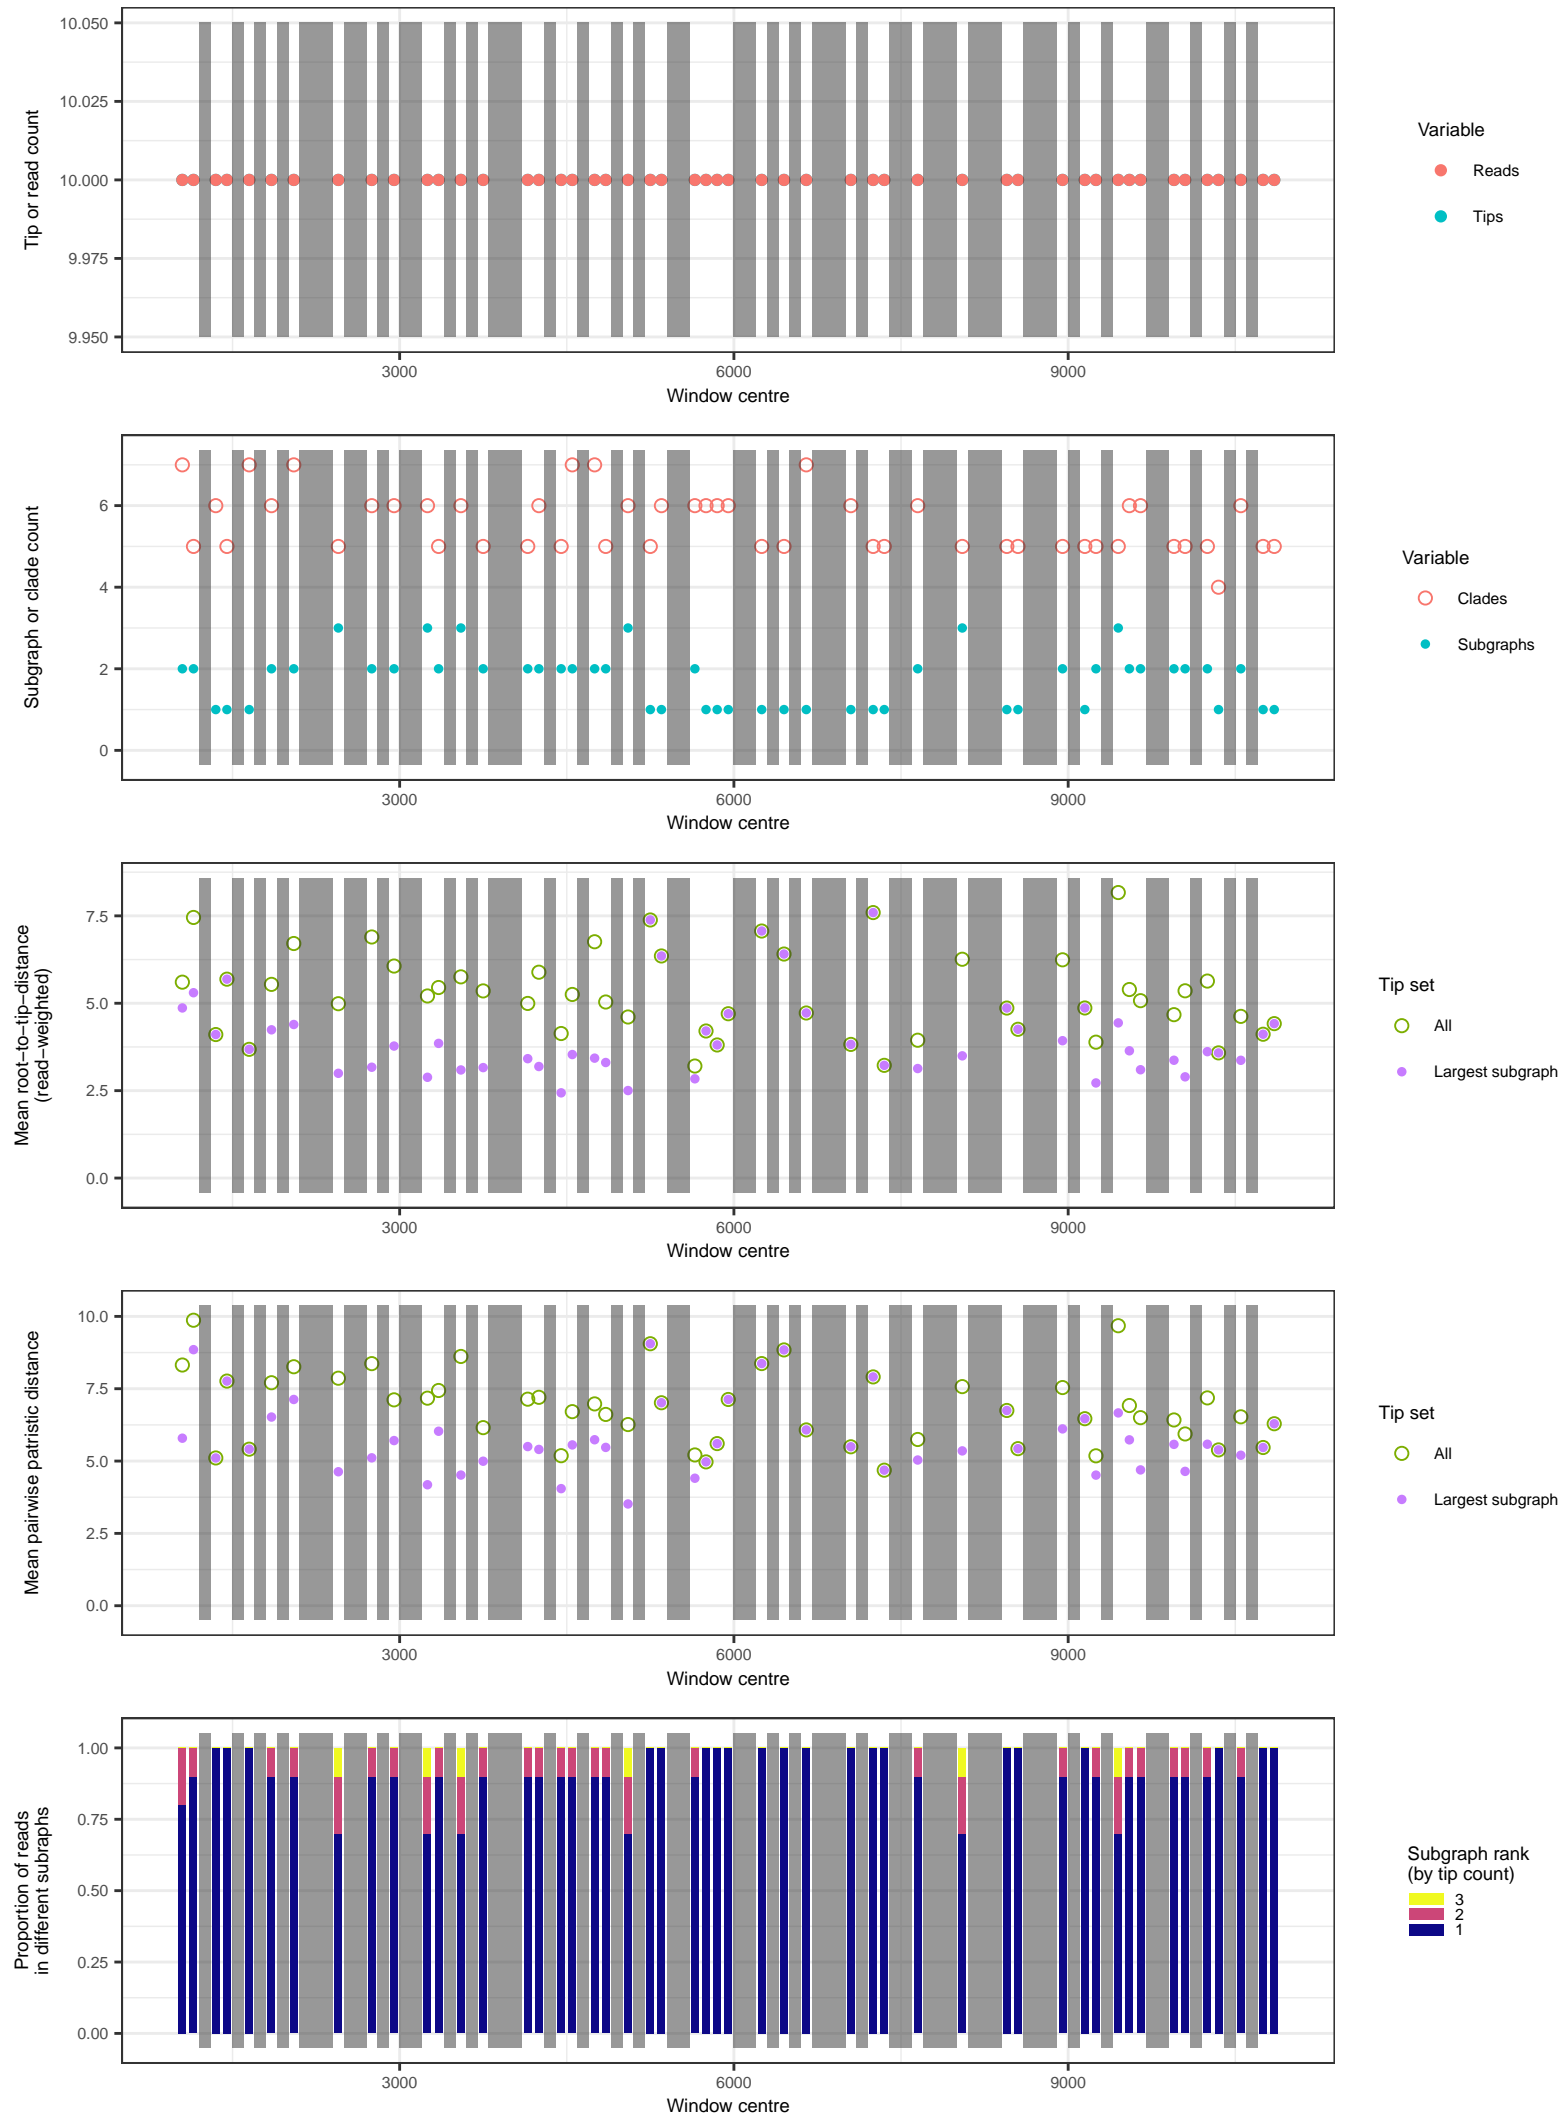 10.050
10.025
10.000
9.975
9.950
Tip or read count
3000
6000
9000
Window centre
Variable
Reads
Tips
6
4
2
0
Subgraph or clade count
3000
6000
9000
Window centre
Variable
Clades
Subgraphs
7.5
5.0
2.5
0.0
Mean root−to−tip−distance
(read−weighted)
3000
6000
9000
Window centre
Tip set
All
Largest subgraph
10.0
7.5
5.0
2.5
0.0
Mean pairwise patristic distance
3000
6000
9000
Window centre
Tip set
All
Largest subgraph
1.00
0.75
0.50
0.25
0.00
Proportion of reads
in different subraphs
3000
6000
9000
Window centre
Subgraph rank
(by tip count)
3
2
1